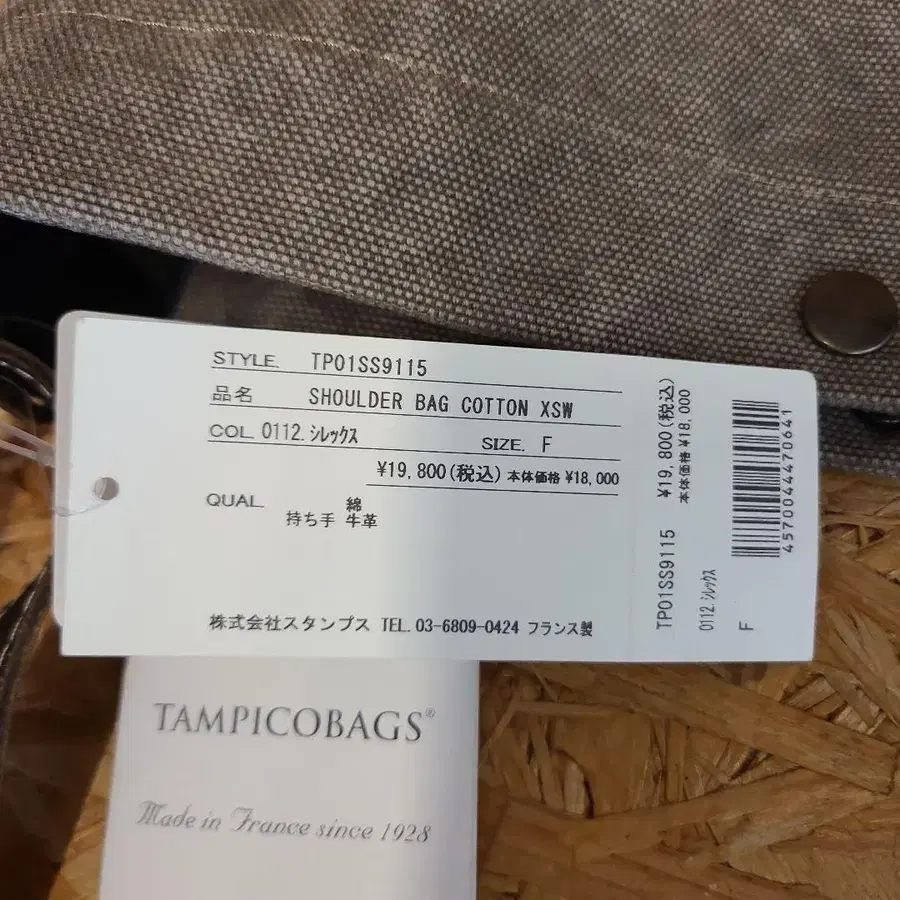 STYLE. TP01SS9115
品名 SHOULDER BAG COTTON XSW
COL. 0112.シレックス SIZE. F
¥19,800(税込) 本体価格 ¥18,000
QUAL. 綿
持ち手 牛革
株式会社スタンプス TEL. 03-6809-0424 フランス製
¥19,800(税込)
本体価格 ¥18,000
TP01SS9115
0112.シレックス
F
4570044470641
TAMPICOBAGS®
Made in France since 1928